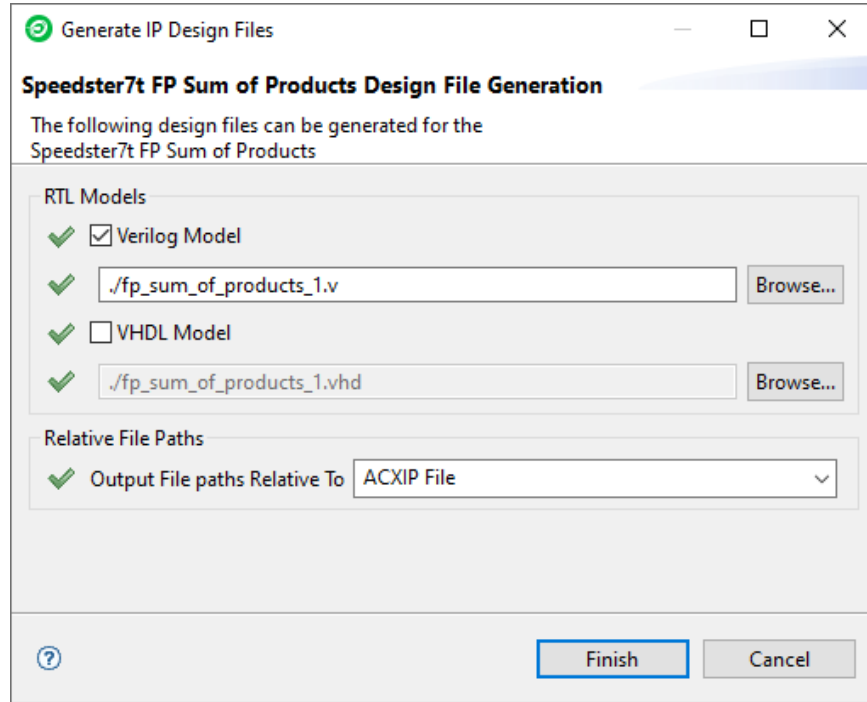 Generate IP Design Files
Speedster7t FP Sum of Products Design File Generation
The following design files can be generated for the
Speedster7t FP Sum of Products
RTL Models
Verilog Model
./fp_sum_of_products_1.v Browse...
VHDL Model
./fp_sum_of_products_1.vhd Browse...
Relative File Paths
Output File paths Relative To ACXIP File
? Finish Cancel